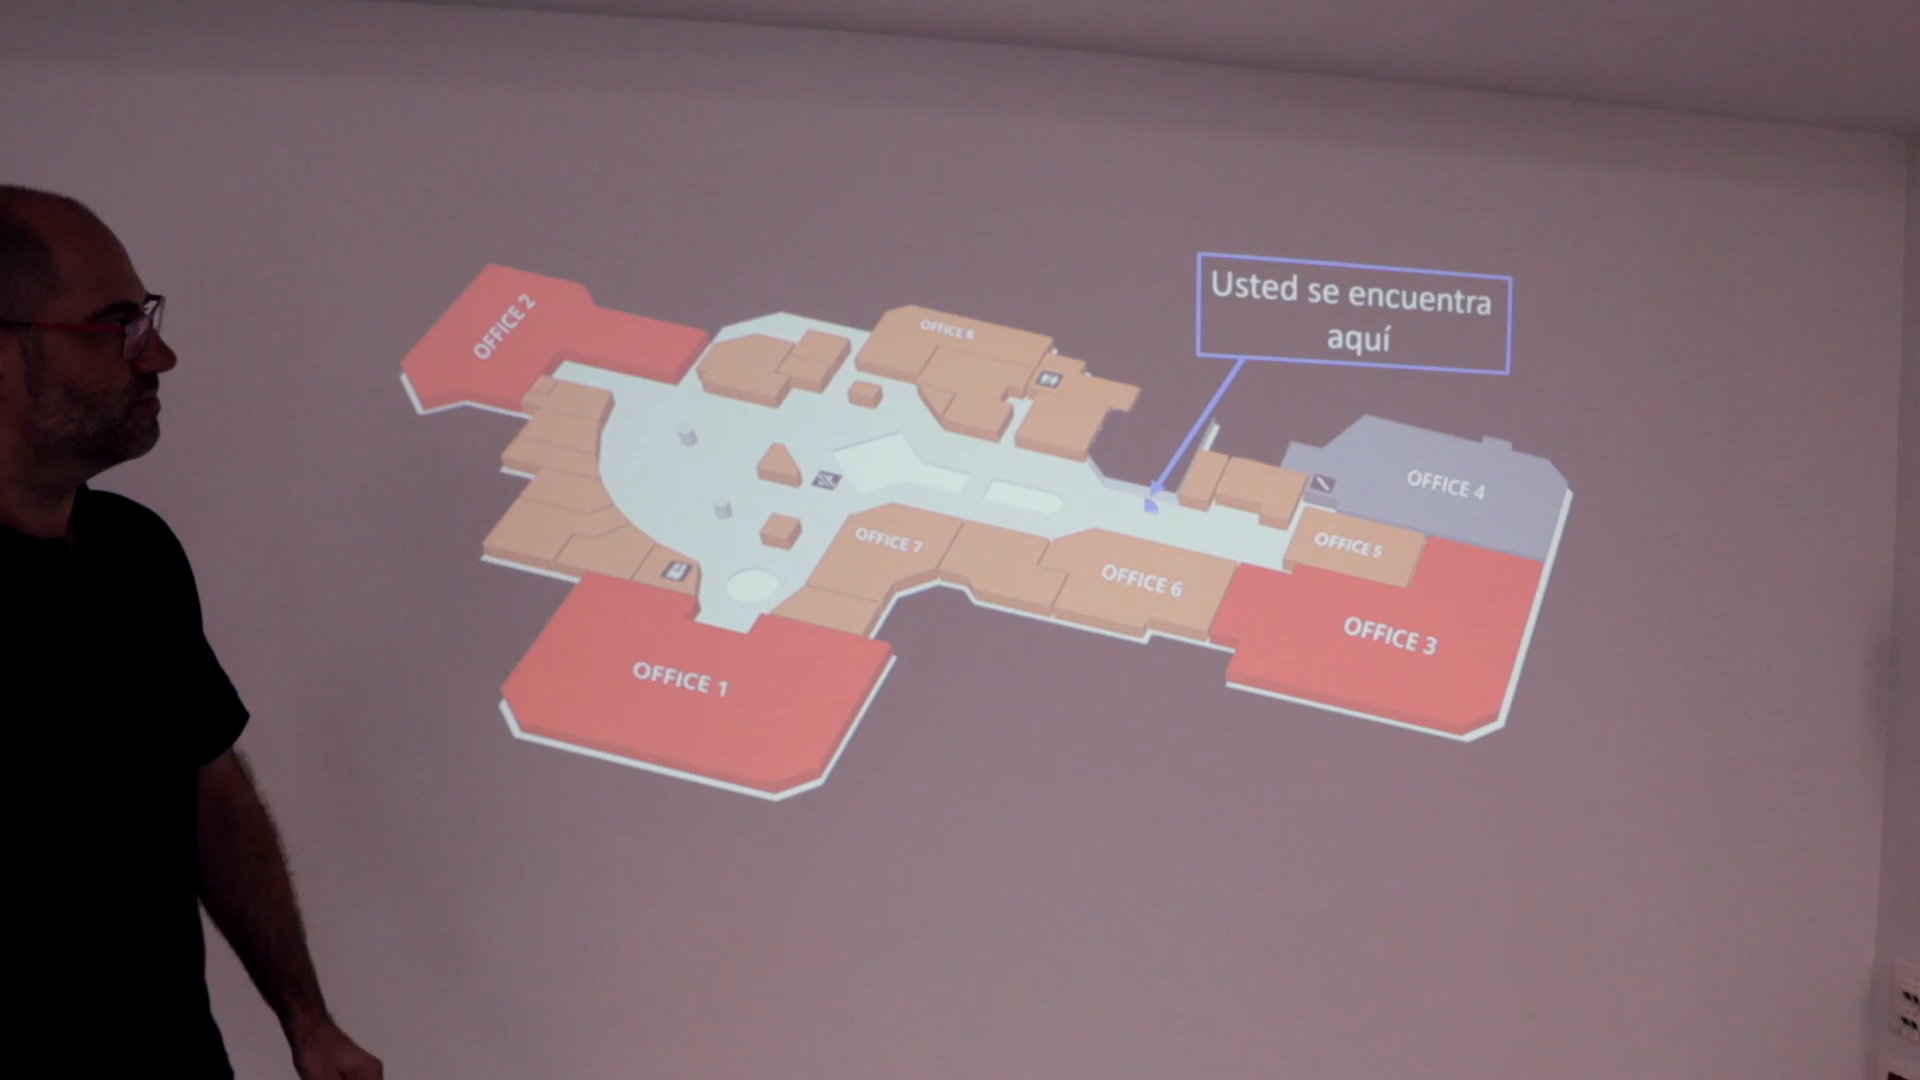 Usted se encuentra
aquí
OFFICE 2
OFFICE 8
OFFICE 4
OFFICE 7
OFFICE 5
OFFICE 6
OFFICE 3
OFFICE 1